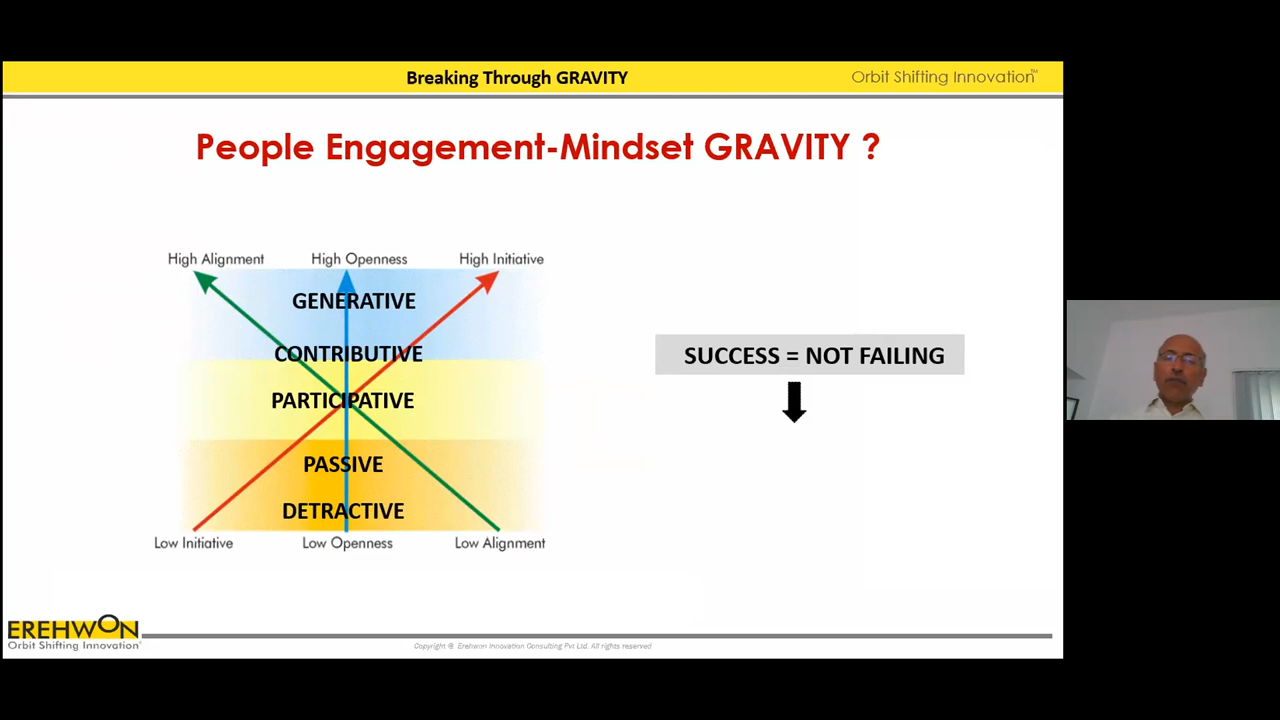 Breaking Through GRAVITY
Orbit Shifting Innovation™
People Engagement-Mindset GRAVITY ?
High Alignment
High Openness
High Initiative
GENERATIVE
CONTRIBUTIVE
PARTICIPATIVE
PASSIVE
DETRACTIVE
Low Initiative
Low Openness
Low Alignment
SUCCESS = NOT FAILING
EREHWON
Orbit Shifting Innovation
Copyright @ Erehwon Innovation Consulting Pvt Ltd. All rights reserved